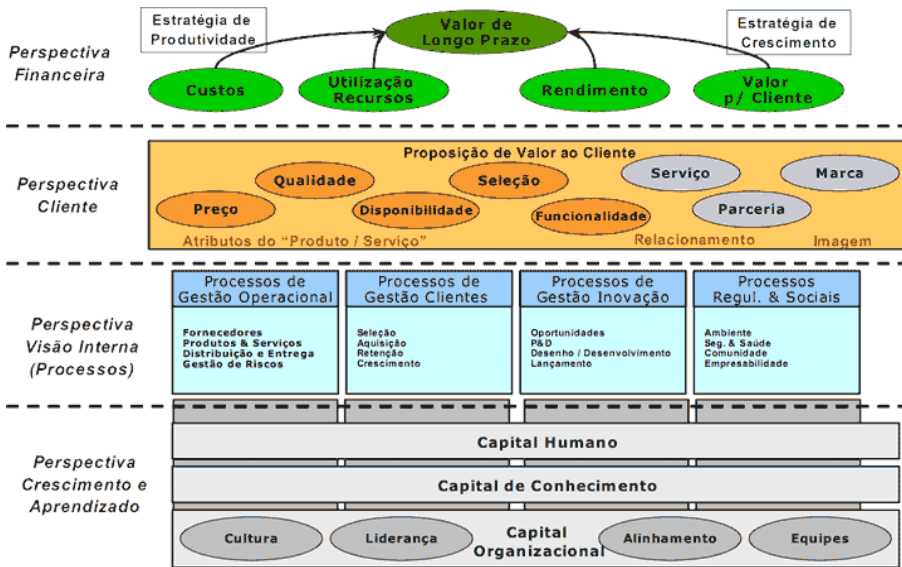 Estratégia de
Produtividade
Valor de
Longo Prazo
Estratégia de
Crescimento
Perspectiva
Financeira
Custos
Utilização
Recursos
Rendimento
Valor
p/ Cliente
Proposição de Valor ao Cliente
Perspectiva
Cliente
Qualidade
Seleção
Serviço
Marca
Preço
Disponibilidade
Funcionalidade
Parceria
Atributos do “Produto / Serviço”
Relacionamento
Imagem
Perspectiva
Visão Interna
(Processos)
Processos de
Gestão Operacional
Fornecedores
Produtos & Serviços
Distribuição e Entrega
Gestão de Riscos
Processos de
Gestão Clientes
Seleção
Aquisição
Retenção
Crescimento
Processos de
Gestão Inovação
Oportunidades
P&D
Desenho / Desenvolvimento
Lançamento
Processos
Regul. & Sociais
Ambiente
Seg. & Saúde
Comunidade
Empresabilidade
Perspectiva
Crescimento e
Aprendizado
Capital Humano
Capital de Conhecimento
Cultura
Liderança
Capital
Organizacional
Alinhamento
Equipes